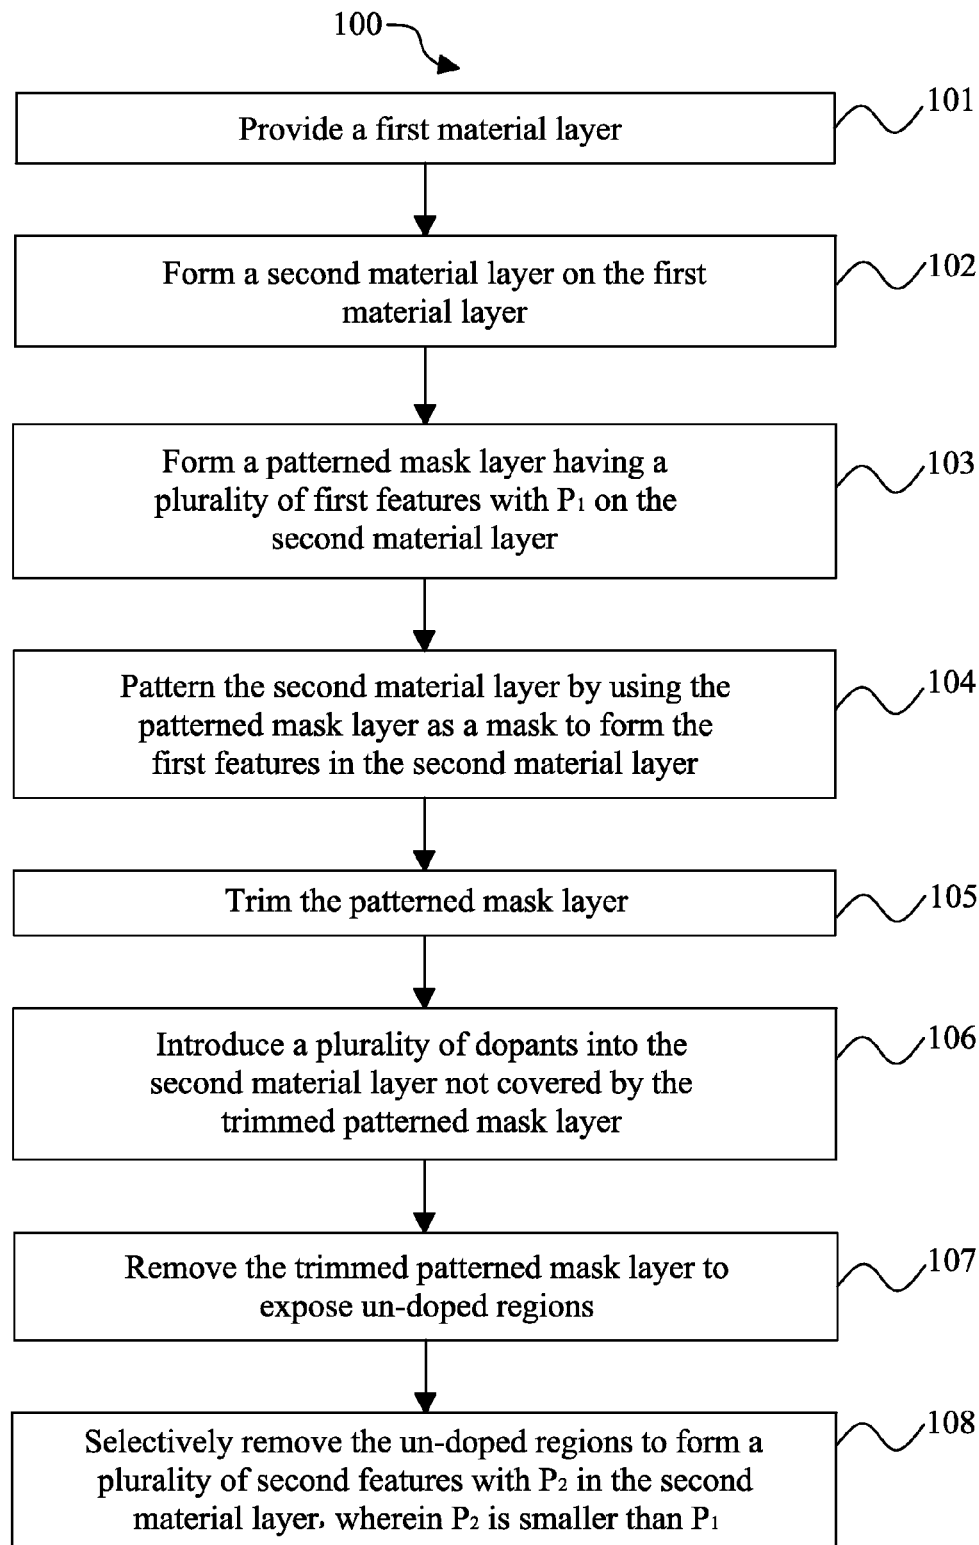 100
101
Provide a first material layer
102
Form a second material layer on the first
material layer
103
Form a patterned mask layer having a
plurality of first features with P1 on the
second material layer
104
Pattern the second material layer by using the
patterned mask layer as a mask to form the
first features in the second material layer
105
Trim the patterned mask layer
106
Introduce a plurality of dopants into the
second material layer not covered by the
trimmed patterned mask layer
107
Remove the trimmed patterned mask layer to
expose un-doped regions
108
Selectively remove the un-doped regions to form a
plurality of second features with P2 in the second
material layer, wherein P2 is smaller than P1